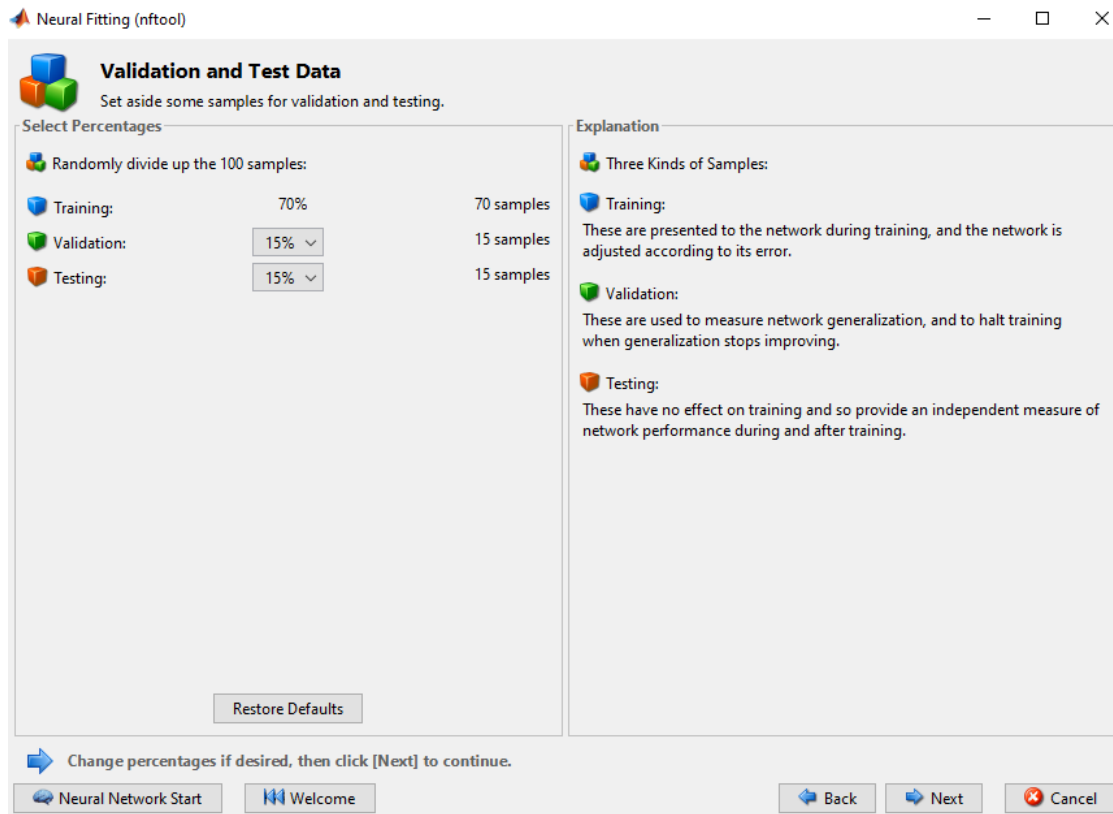 Neural Fitting (nftool)
Validation and Test Data
Set aside some samples for validation and testing.
Select Percentages
Randomly divide up the 100 samples:
Training: 70% 70 samples
Validation: 15% 15 samples
Testing: 15% 15 samples
Restore Defaults
Explanation
Three Kinds of Samples:
Training:
These are presented to the network during training, and the network is
adjusted according to its error.
Validation:
These are used to measure network generalization, and to halt training
when generalization stops improving.
Testing:
These have no effect on training and so provide an independent measure of
network performance during and after training.
Change percentages if desired, then click [Next] to continue.
Neural Network Start Welcome Back Next Cancel